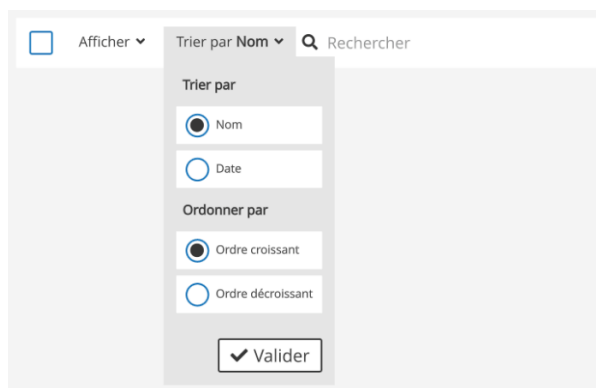 Afficher Trier par Nom Rechercher
Trier par
Nom
Date
Ordonner par
Ordre croissant
Ordre décroissant
Valider